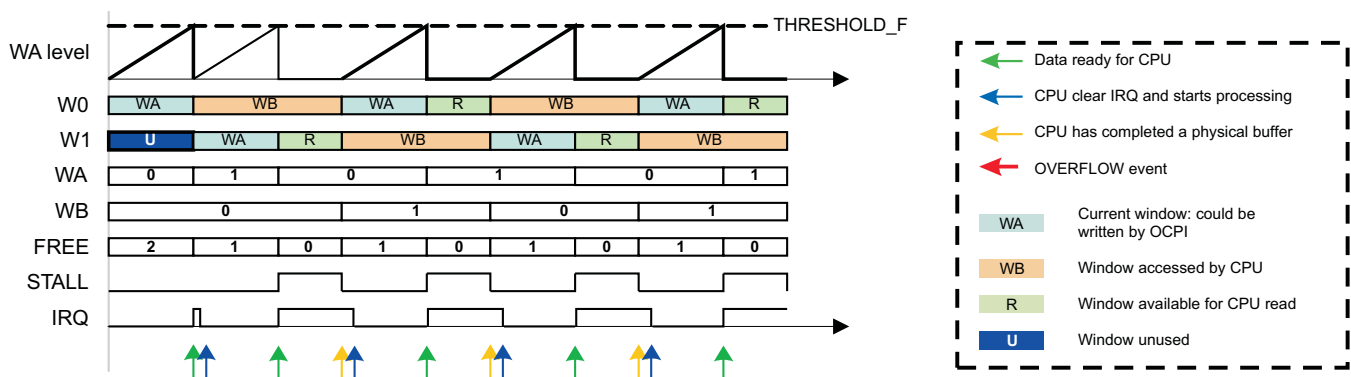 THRESHOLD_F
WA level
W0 WA WB WA R WB WA R
W1 U WA R WB WA R WB
WA 0 1 0 1 0 1
WB 0 1 0 1
FREE 2 1 0 1 0 1 0 1 0
STALL
IRQ
Data ready for CPU
CPU clear IRQ and starts processing
CPU has completed a physical buffer
OVERFLOW event
WA Current window: could be
written by OCPI
WB Window accessed by CPU
R Window available for CPU read
U Window unused